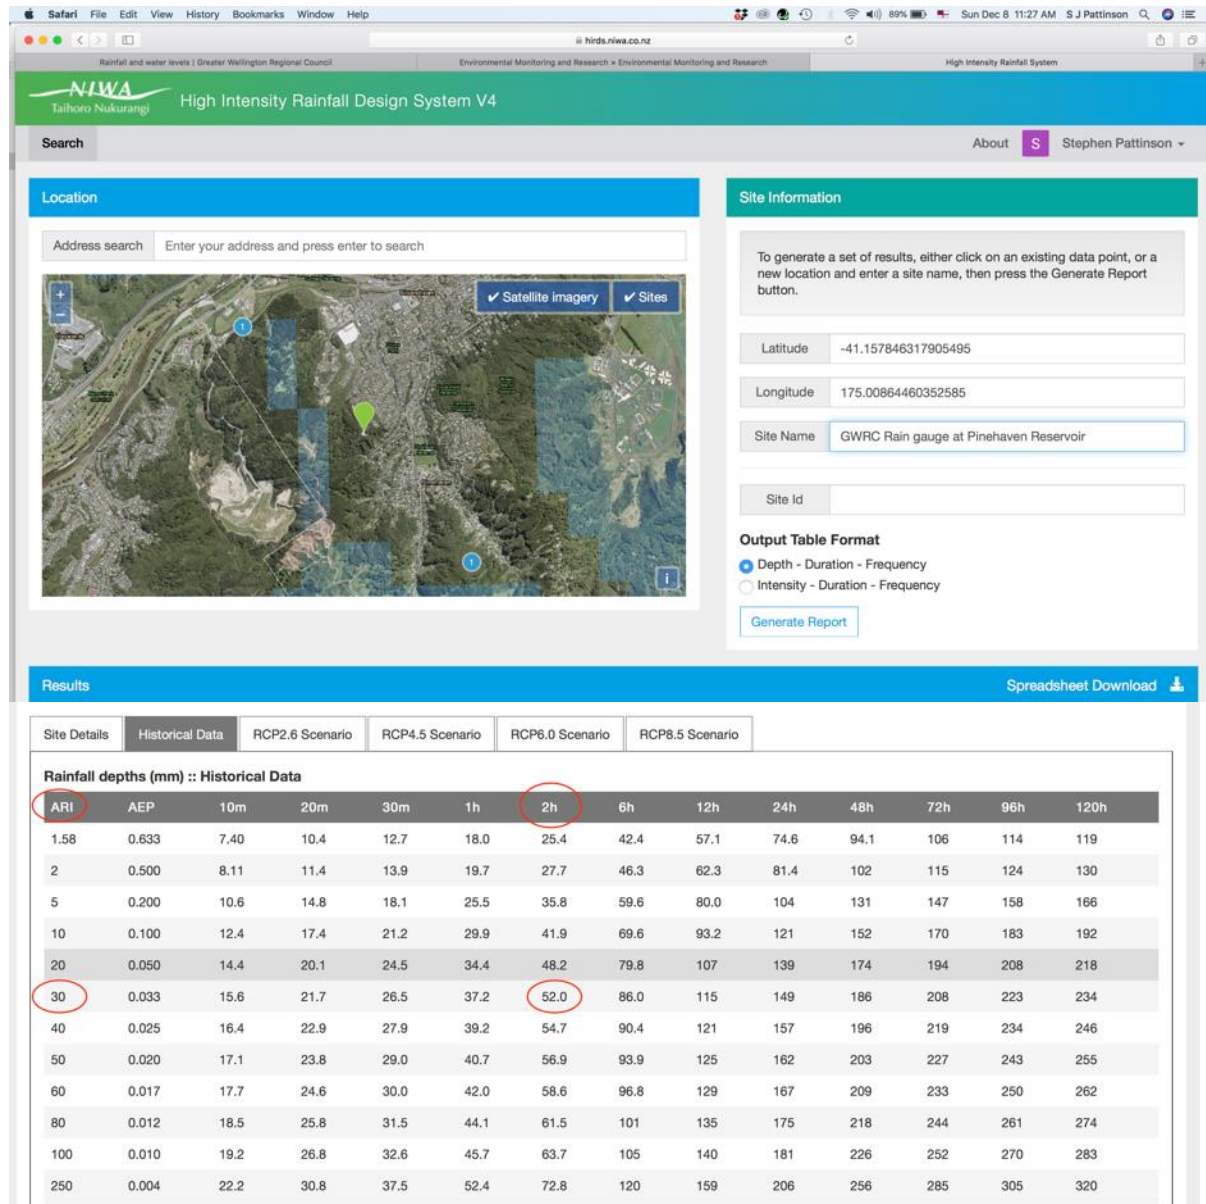 Safari File Edit View History Bookmarks Window Help 89% Sun Dec 8 11:27 AM S J Pattinson
hirds.niwa.co.nz
Rainfall and water levels | Greater Wellington Regional Council Environmental Monitoring and Research » Environmental Monitoring and Research High Intensity Rainfall System
NIWA
Taihoro Nukurangi
High Intensity Rainfall Design System V4
Search About S Stephen Pattinson
Location
Address search Enter your address and press enter to search
+
−
✔ Satellite imagery ✔ Sites
1
1
i
Site Information
To generate a set of results, either click on an existing data point, or a
new location and enter a site name, then press the Generate Report
button.
Latitude -41.157846317905495
Longitude 175.00864460352585
Site Name GWRC Rain gauge at Pinehaven Reservoir
Site Id
Output Table Format
Depth - Duration - Frequency
Intensity - Duration - Frequency
Generate Report
Results Spreadsheet Download
Site Details Historical Data RCP2.6 Scenario RCP4.5 Scenario RCP6.0 Scenario RCP8.5 Scenario
Rainfall depths (mm) :: Historical Data
ARI AEP 10m 20m 30m 1h 2h 6h 12h 24h 48h 72h 96h 120h
1.58 0.633 7.40 10.4 12.7 18.0 25.4 42.4 57.1 74.6 94.1 106 114 119
2 0.500 8.11 11.4 13.9 19.7 27.7 46.3 62.3 81.4 102 115 124 130
5 0.200 10.6 14.8 18.1 25.5 35.8 59.6 80.0 104 131 147 158 166
10 0.100 12.4 17.4 21.2 29.9 41.9 69.6 93.2 121 152 170 183 192
20 0.050 14.4 20.1 24.5 34.4 48.2 79.8 107 139 174 194 208 218
30 0.033 15.6 21.7 26.5 37.2 52.0 86.0 115 149 186 208 223 234
40 0.025 16.4 22.9 27.9 39.2 54.7 90.4 121 157 196 219 234 246
50 0.020 17.1 23.8 29.0 40.7 56.9 93.9 125 162 203 227 243 255
60 0.017 17.7 24.6 30.0 42.0 58.6 96.8 129 167 209 233 250 262
80 0.012 18.5 25.8 31.5 44.1 61.5 101 135 175 218 244 261 274
100 0.010 19.2 26.8 32.6 45.7 63.7 105 140 181 226 252 270 283
250 0.004 22.2 30.8 37.5 52.4 72.8 120 159 206 256 285 305 320